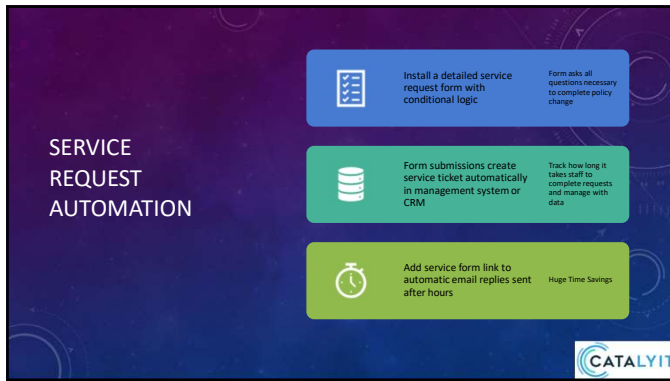 SERVICE
REQUEST
AUTOMATION
Install a detailed service
request form with
conditional logic
Form asks all
questions necessary
to complete policy
change
Form submissions create
service ticket automatically
in management system or
CRM
Track how long it
takes staff to
complete requests
and manage with
data
Add service form link to
automatic email replies sent
after hours
Huge Time Savings
CATALYIT